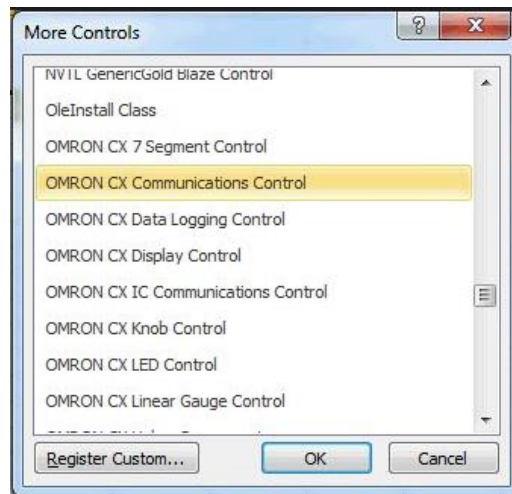 More Controls
NVTL GenericGold Blaze Control
OleInstall Class
OMRON CX 7 Segment Control
OMRON CX Communications Control
OMRON CX Data Logging Control
OMRON CX Display Control
OMRON CX IC Communications Control
OMRON CX Knob Control
OMRON CX LED Control
OMRON CX Linear Gauge Control
Register Custom... OK Cancel